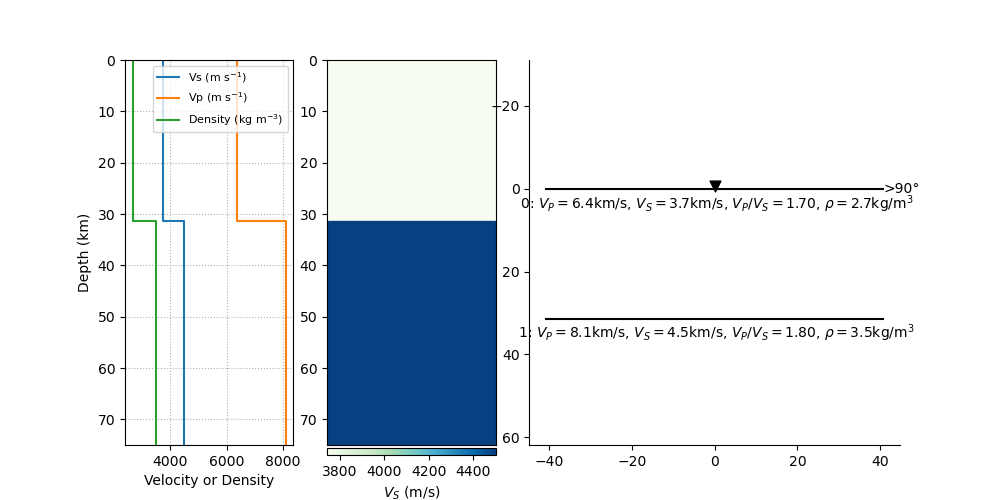 0
10
20
30
40
50
60
70
Depth (km)
4000 6000 8000
Velocity or Density
Vs (m s⁻¹)
Vp (m s⁻¹)
Density (kg m⁻³)
0
10
20
30
40
50
60
70
3800 4000 4200 4400
V_S (m/s)
−20
0
20
40
60
>90°
0: V_P = 6.4km/s, V_S = 3.7km/s, V_P/V_S = 1.70, ρ = 2.7kg/m³
1: V_P = 8.1km/s, V_S = 4.5km/s, V_P/V_S = 1.80, ρ = 3.5kg/m³
−40 −20 0 20 40